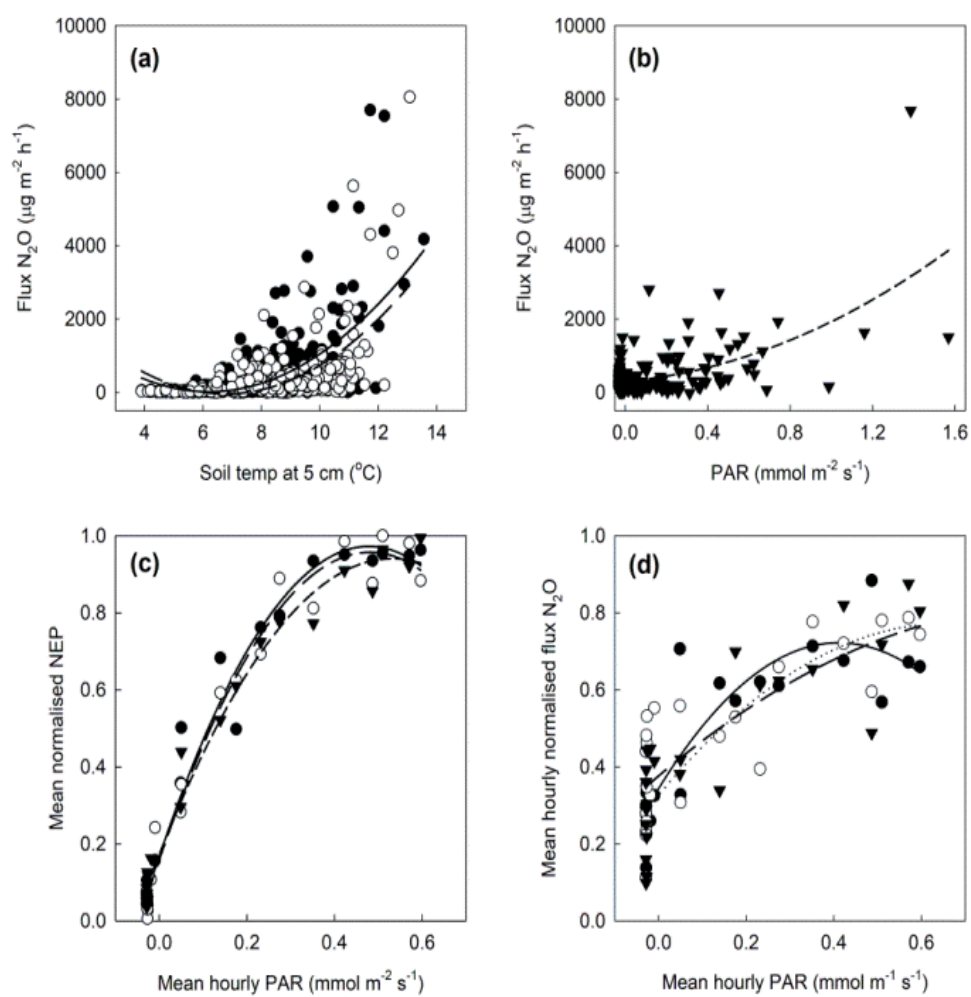 (a)
Flux N2O (µg m-2 h-1)
10000
8000
6000
4000
2000
0
4 6 8 10 12 14
Soil temp at 5 cm (oC)
(b)
Flux N2O (µg m-2 h-1)
10000
8000
6000
4000
2000
0
0.0 0.4 0.8 1.2 1.6
PAR (mmol m-2 s-1)
(c)
Mean normalised NEP
1.0
0.8
0.6
0.4
0.2
0.0
0.0 0.2 0.4 0.6
Mean hourly PAR (mmol m-2 s-1)
(d)
Mean hourly normalised flux N2O
1.0
0.8
0.6
0.4
0.2
0.0
0.0 0.2 0.4 0.6
Mean hourly PAR (mmol m-1 s-1)